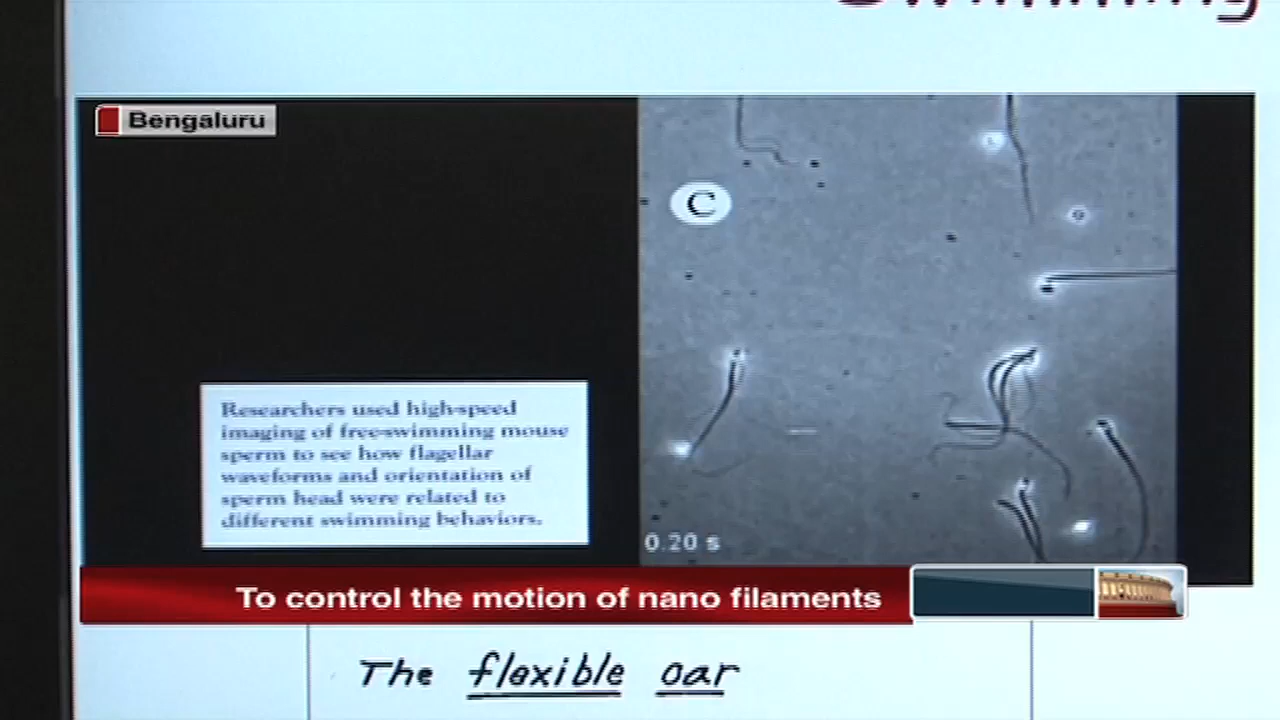 Swimming
Bengaluru
C
Researchers used high-speed
imaging of free-swimming mouse
sperm to see how flagellar
waveforms and orientation of
sperm head were related to
different swimming behaviors.
0.20 s
To control the motion of nano filaments
The flexible oar